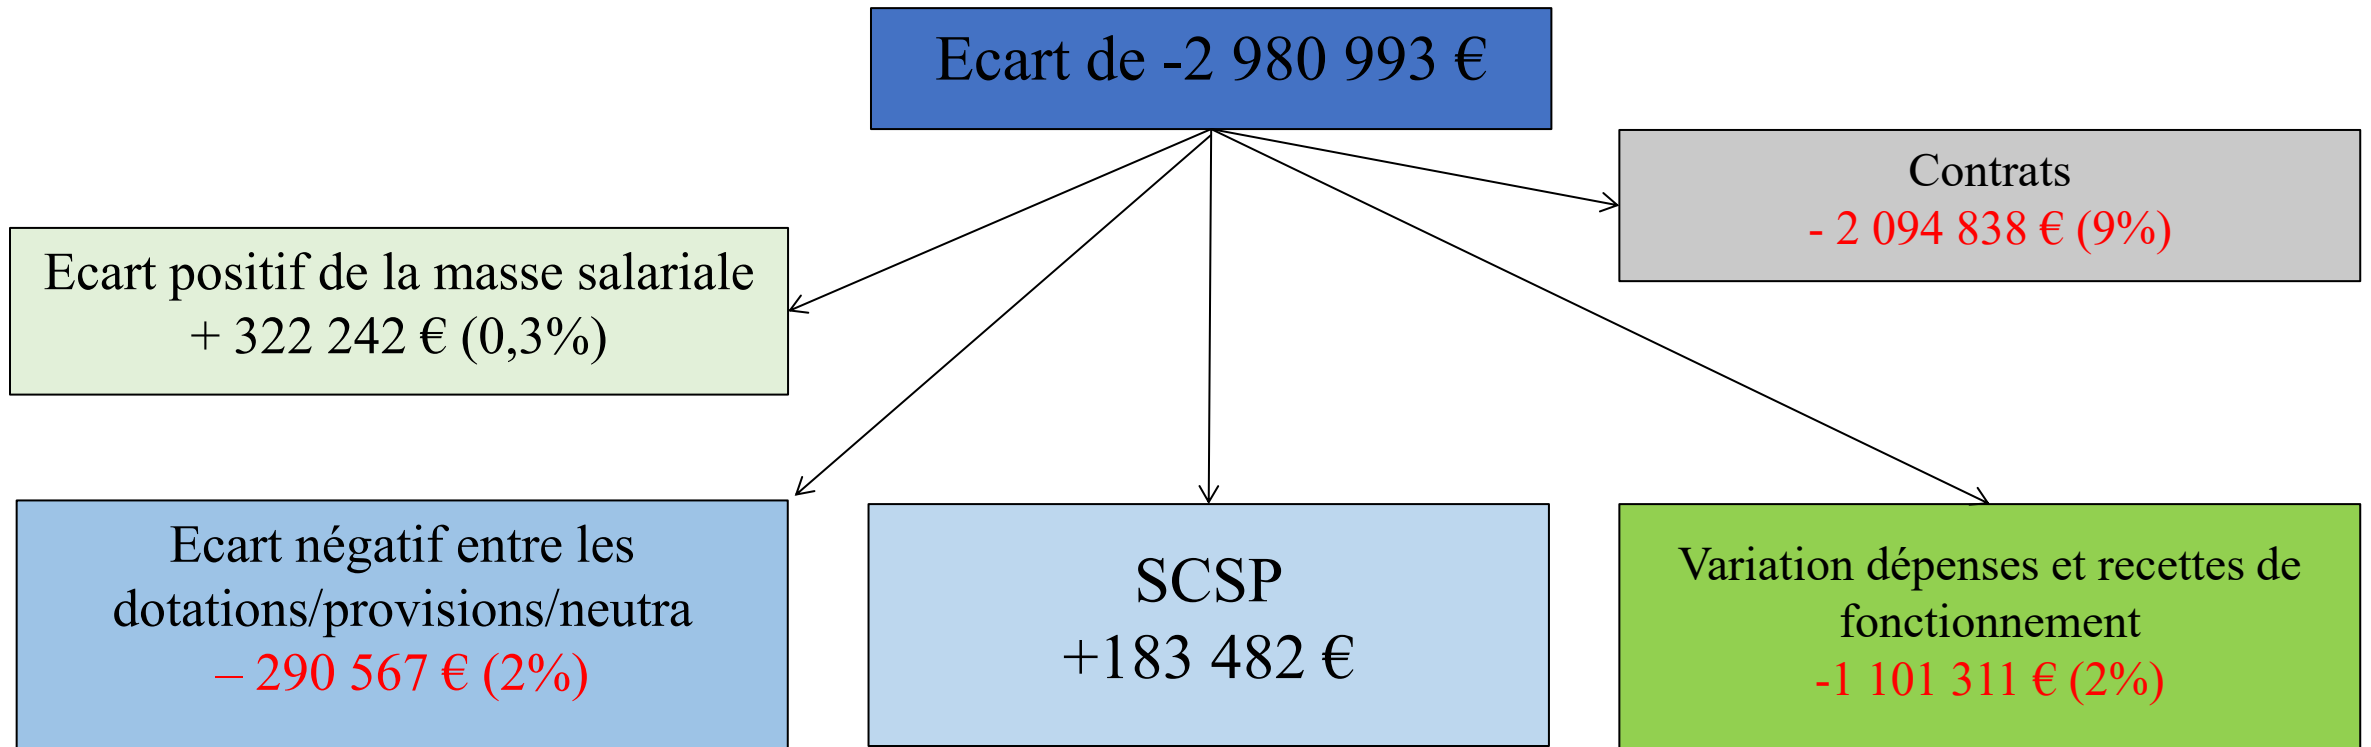 Ecart de -2 980 993 €
Contrats
- 2 094 838 € (9%)
Ecart positif de la masse salariale
+ 322 242 € (0,3%)
Ecart négatif entre les
dotations/provisions/neutra
– 290 567 € (2%)
SCSP
+183 482 €
Variation dépenses et recettes de
fonctionnement
-1 101 311 € (2%)